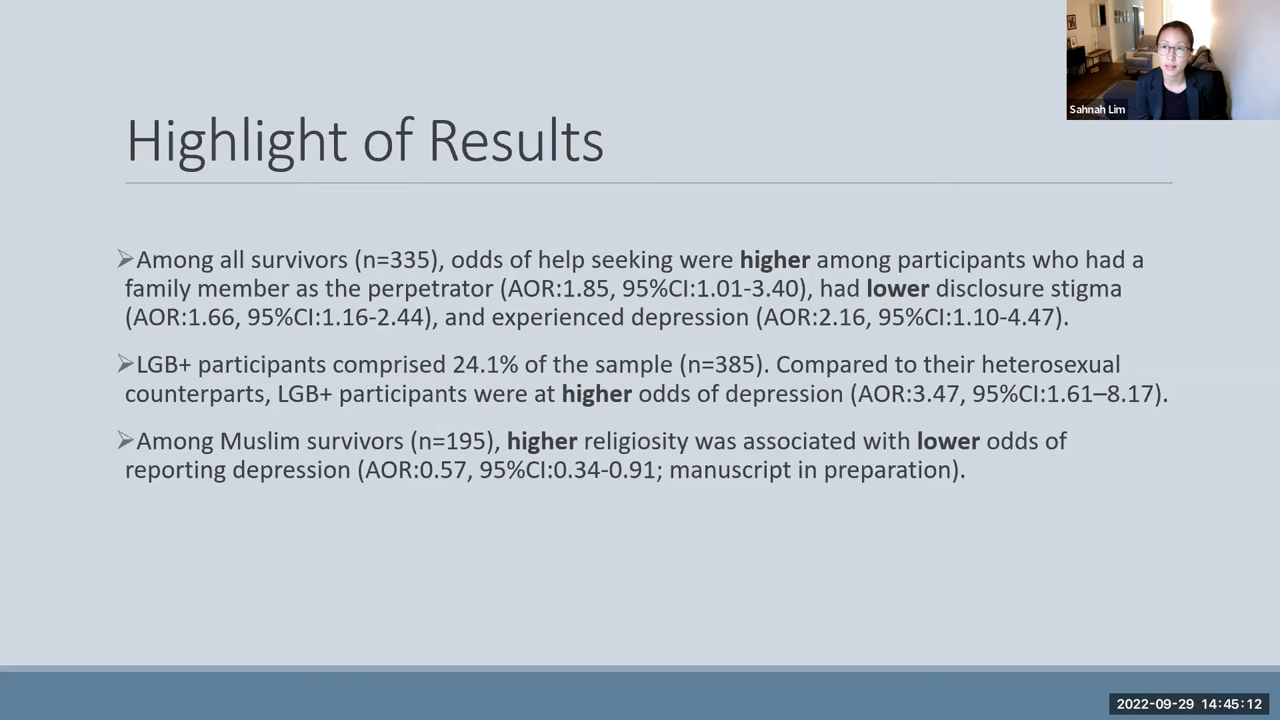 Sahnah Lim
Highlight of Results
➢Among all survivors (n=335), odds of help seeking were higher among participants who had a
family member as the perpetrator (AOR:1.85, 95%CI:1.01-3.40), had lower disclosure stigma
(AOR:1.66, 95%CI:1.16-2.44), and experienced depression (AOR:2.16, 95%CI:1.10-4.47).
➢LGB+ participants comprised 24.1% of the sample (n=385). Compared to their heterosexual
counterparts, LGB+ participants were at higher odds of depression (AOR:3.47, 95%CI:1.61–8.17).
➢Among Muslim survivors (n=195), higher religiosity was associated with lower odds of
reporting depression (AOR:0.57, 95%CI:0.34-0.91; manuscript in preparation).
2022-09-29 14:45:12